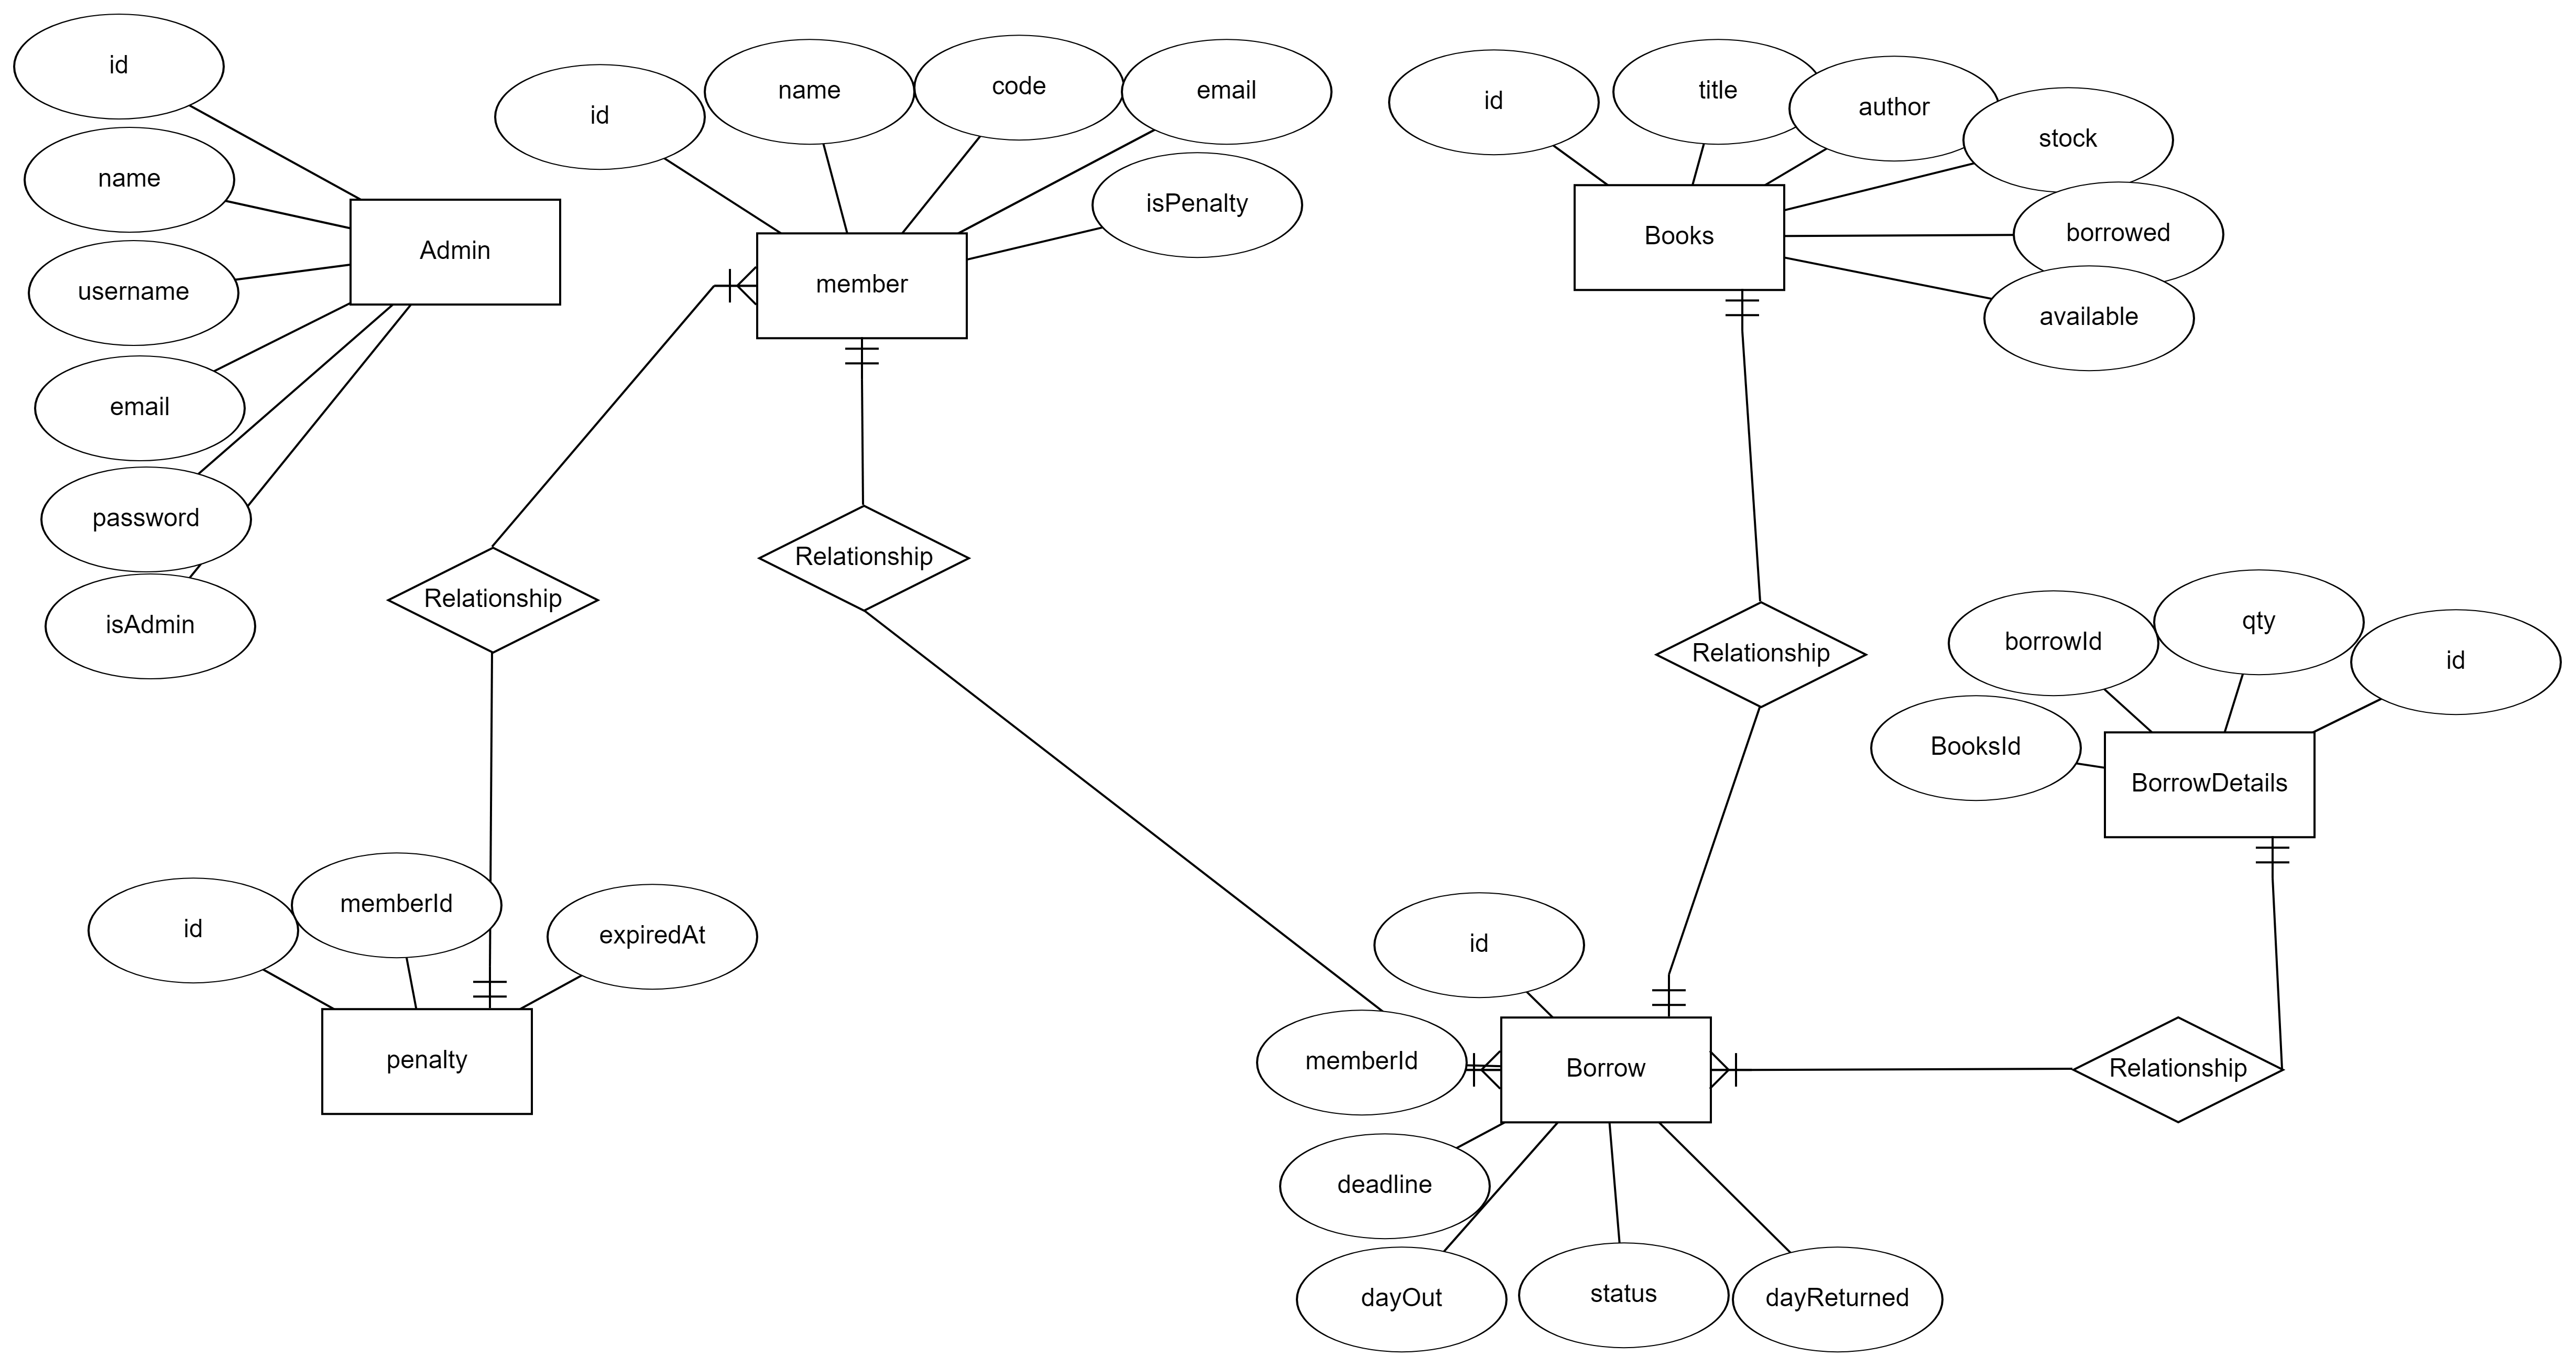 id
name
username
email
password
isAdmin
Admin
id
name
code
email
isPenalty
member
id
title
author
stock
borrowed
available
Books
Relationship
Relationship
Relationship
borrowId
qty
id
BooksId
BorrowDetails
id
memberId
expiredAt
penalty
id
memberId
Borrow
Relationship
deadline
dayOut
status
dayReturned